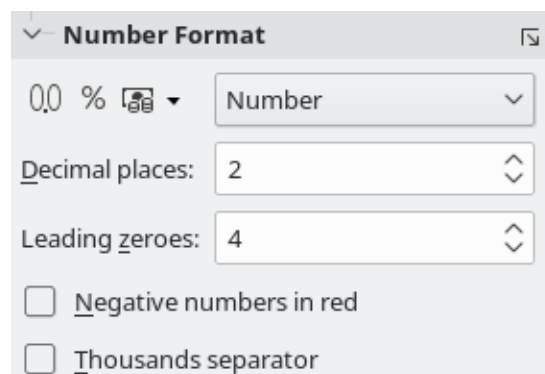 Number Format
0.0 % Number
Decimal places: 2
Leading zeroes: 4
Negative numbers in red
Thousands separator